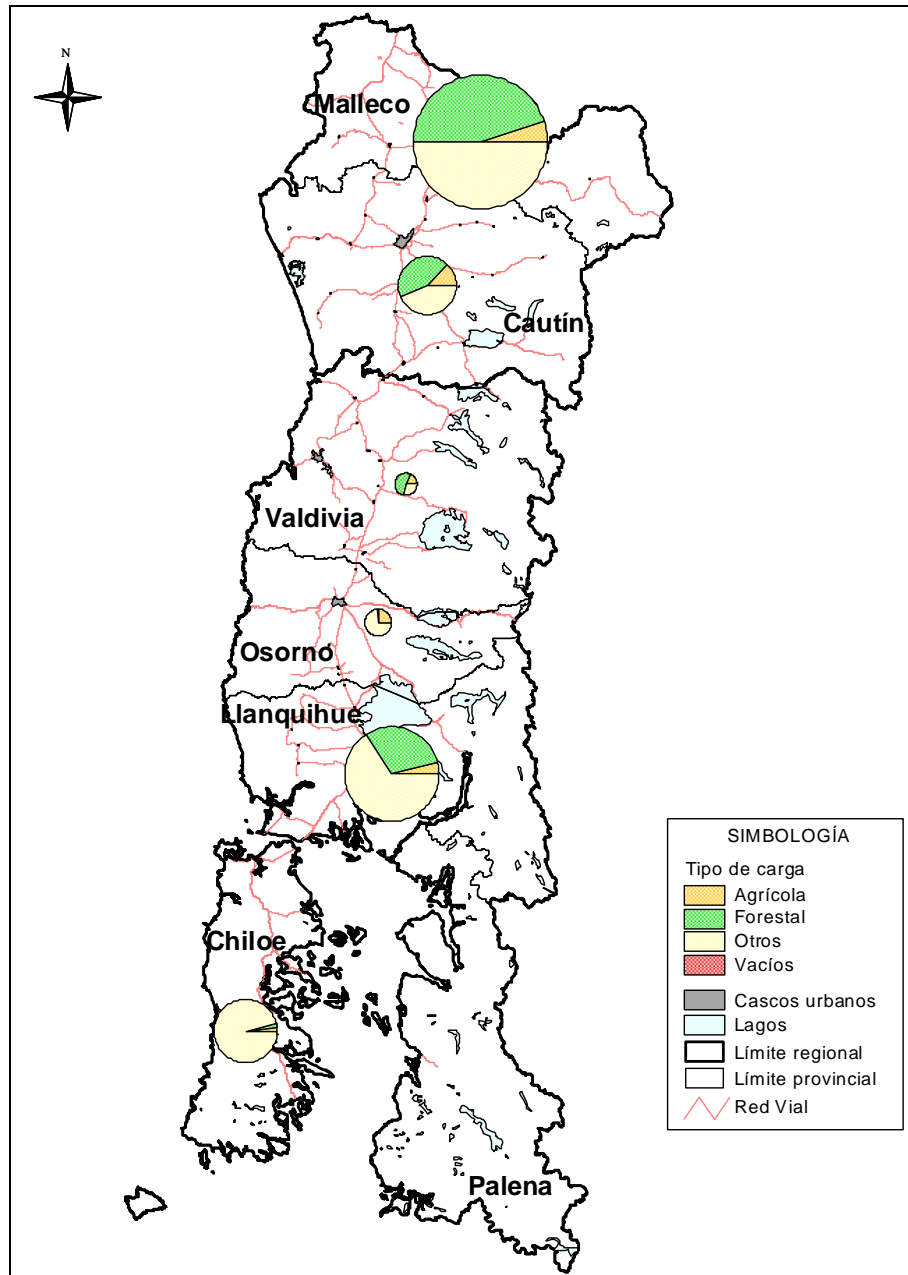 N
Malleco
Cautín
Valdivia
Osorno
Llanquihue
Chiloe
Palena
SIMBOLOGÍA
Tipo de carga
Agrícola
Forestal
Otros
Vacíos
Cascos urbanos
Lagos
Límite regional
Límite provincial
Red Vial